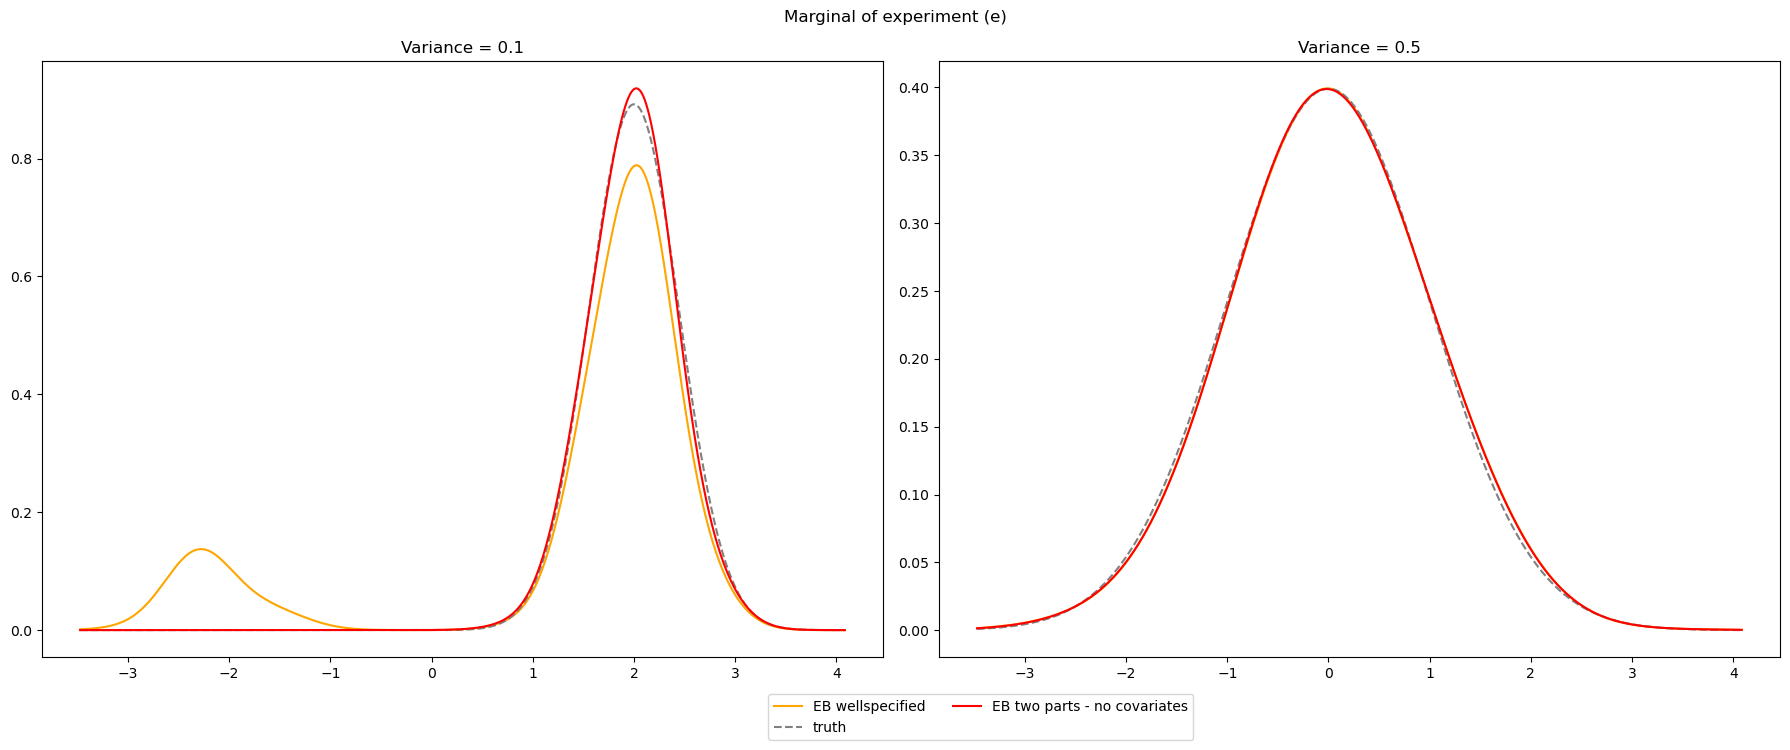 Marginal of experiment (e)
Variance = 0.1
0.8
0.6
0.4
0.2
0.0
−3 −2 −1 0 1 2 3 4
Variance = 0.5
0.40
0.35
0.30
0.25
0.20
0.15
0.10
0.05
0.00
−3 −2 −1 0 1 2 3 4
EB wellspecified
truth
EB two parts - no covariates